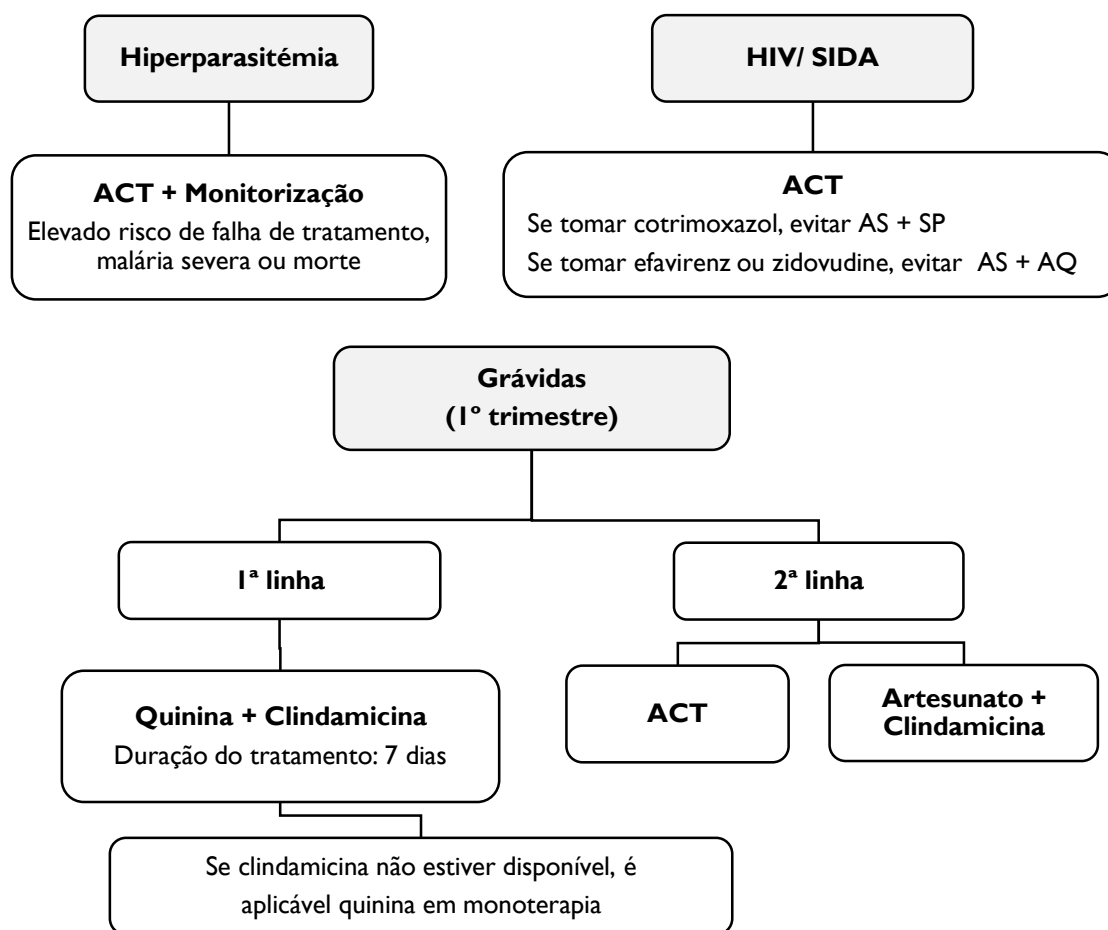 Hiperparasitémia
ACT + Monitorização
Elevado risco de falha de tratamento,
malária severa ou morte
HIV/ SIDA
ACT
Se tomar cotrimoxazol, evitar AS + SP
Se tomar efavirenz ou zidovudine, evitar AS + AQ
Grávidas
(1º trimestre)
1ª linha
Quinina + Clindamicina
Duração do tratamento: 7 dias
Se clindamicina não estiver disponível, é
aplicável quinina em monoterapia
2ª linha
ACT
Artesunato +
Clindamicina